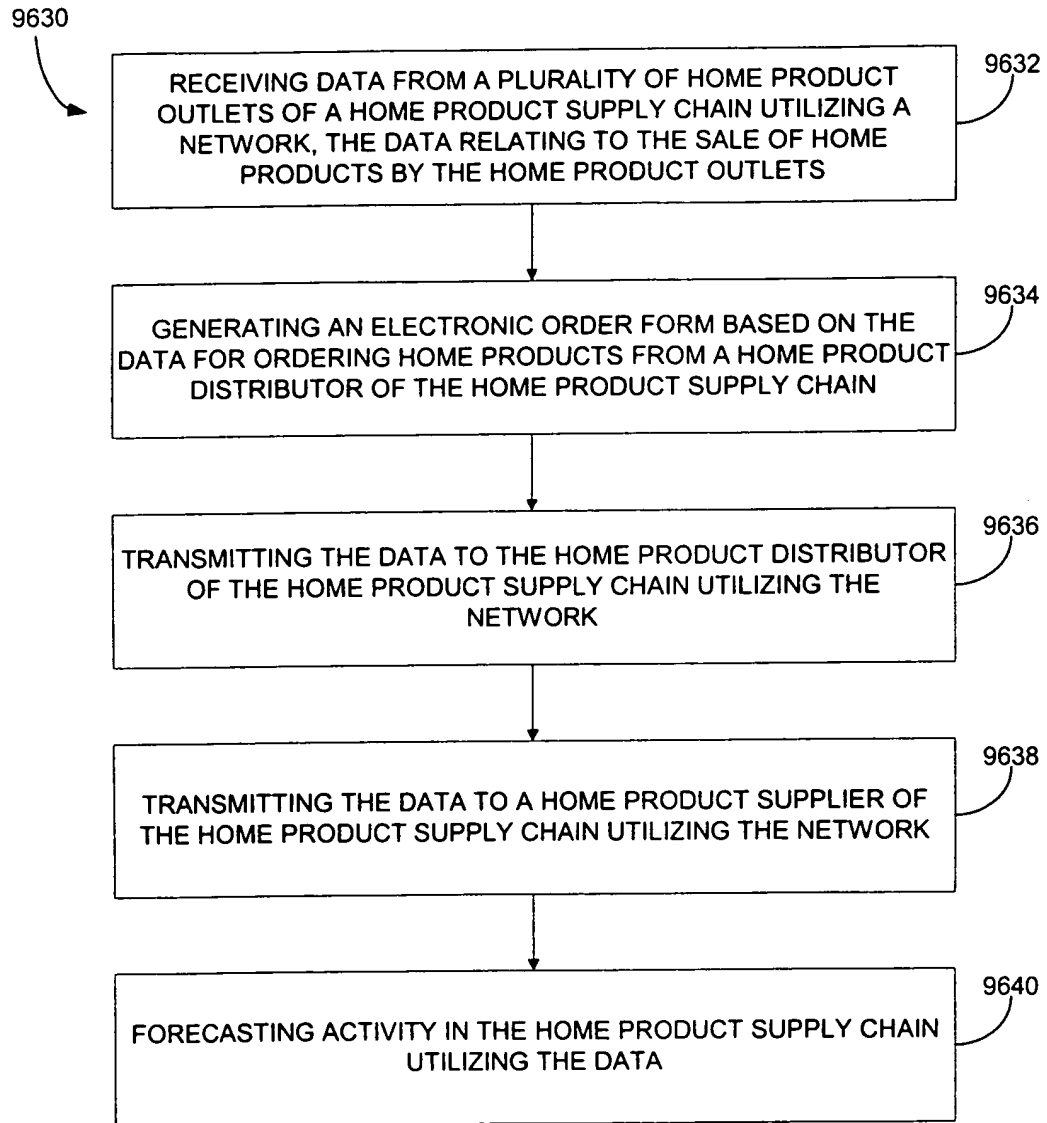 9630
RECEIVING DATA FROM A PLURALITY OF HOME PRODUCT
OUTLETS OF A HOME PRODUCT SUPPLY CHAIN UTILIZING A
NETWORK, THE DATA RELATING TO THE SALE OF HOME
PRODUCTS BY THE HOME PRODUCT OUTLETS
9632
GENERATING AN ELECTRONIC ORDER FORM BASED ON THE
DATA FOR ORDERING HOME PRODUCTS FROM A HOME PRODUCT
DISTRIBUTOR OF THE HOME PRODUCT SUPPLY CHAIN
9634
TRANSMITTING THE DATA TO THE HOME PRODUCT DISTRIBUTOR
OF THE HOME PRODUCT SUPPLY CHAIN UTILIZING THE
NETWORK
9636
TRANSMITTING THE DATA TO A HOME PRODUCT SUPPLIER OF
THE HOME PRODUCT SUPPLY CHAIN UTILIZING THE NETWORK
9638
FORECASTING ACTIVITY IN THE HOME PRODUCT SUPPLY CHAIN
UTILIZING THE DATA
9640